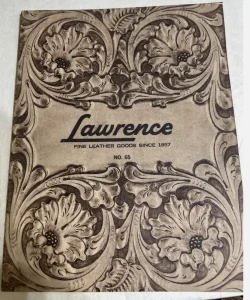 Lawrence
FINE LEATHER GOODS SINCE 1857
NO. 65